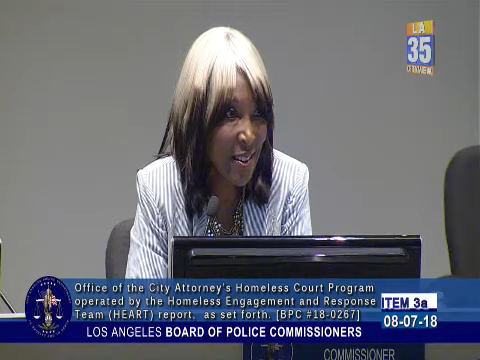 LA
35
Office of the City Attorney's Homeless Court Program
operated by the Homeless Engagement and Response
Team (HEART) report, as set forth. [BPC #18-0267]
ITEM 3a
08-07-18
LOS ANGELES BOARD OF POLICE COMMISSIONERS
COMMISSIONER